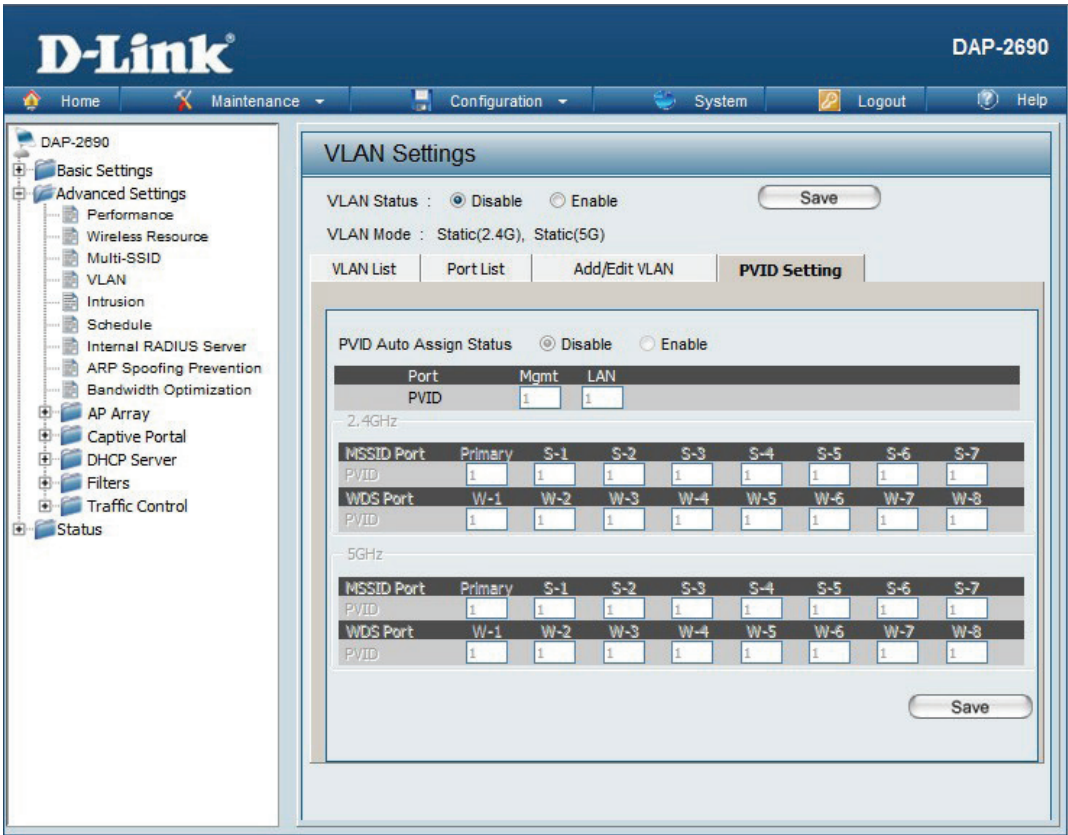 D-Link®
DAP-2690
Home Maintenance Configuration System Logout Help
DAP-2690
Basic Settings
Advanced Settings
Performance
Wireless Resource
Multi-SSID
VLAN
Intrusion
Schedule
Internal RADIUS Server
ARP Spoofing Prevention
Bandwidth Optimization
AP Array
Captive Portal
DHCP Server
Filters
Traffic Control
Status
VLAN Settings
VLAN Status : Disable Enable Save
VLAN Mode : Static(2.4G), Static(5G)
VLAN List Port List Add/Edit VLAN PVID Setting
PVID Auto Assign Status Disable Enable
Port Mgmt LAN
PVID 1 1
2.4GHz
MSSID Port Primary S-1 S-2 S-3 S-4 S-5 S-6 S-7
PVID 1 1 1 1 1 1 1 1
WDS Port W-1 W-2 W-3 W-4 W-5 W-6 W-7 W-8
PVID 1 1 1 1 1 1 1 1
5GHz
MSSID Port Primary S-1 S-2 S-3 S-4 S-5 S-6 S-7
PVID 1 1 1 1 1 1 1 1
WDS Port W-1 W-2 W-3 W-4 W-5 W-6 W-7 W-8
PVID 1 1 1 1 1 1 1 1
Save